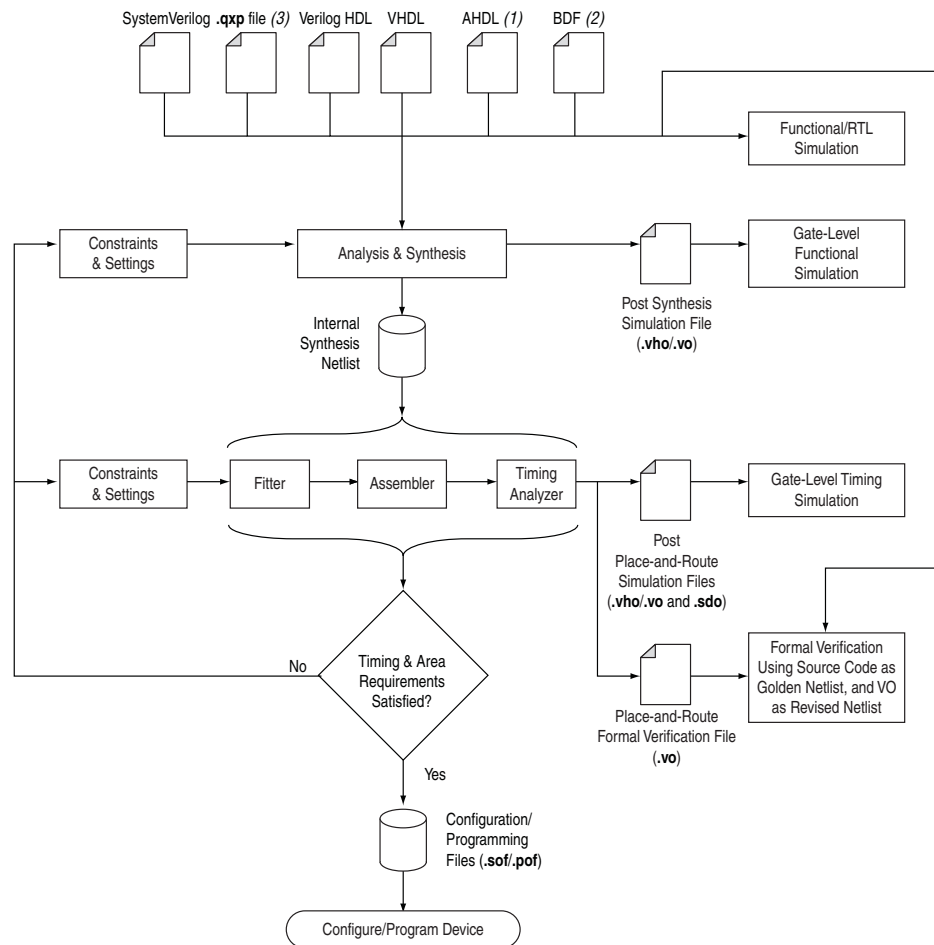 SystemVerilog .qxp file (3) Verilog HDL VHDL AHDL (1) BDF (2)
Functional/RTL
Simulation
Constraints
& Settings
Analysis & Synthesis
Gate-Level
Functional
Simulation
Post Synthesis
Simulation File
(.vho/.vo)
Internal
Synthesis
Netlist
Constraints
& Settings
Fitter
Assembler
Timing
Analyzer
Gate-Level Timing
Simulation
Post
Place-and-Route
Simulation Files
(.vho/.vo and .sdo)
No
Timing & Area
Requirements
Satisfied?
Formal Verification
Using Source Code as
Golden Netlist, and VO
as Revised Netlist
Place-and-Route
Formal Verification File
(.vo)
Yes
Configuration/
Programming
Files (.sof/.pof)
Configure/Program Device